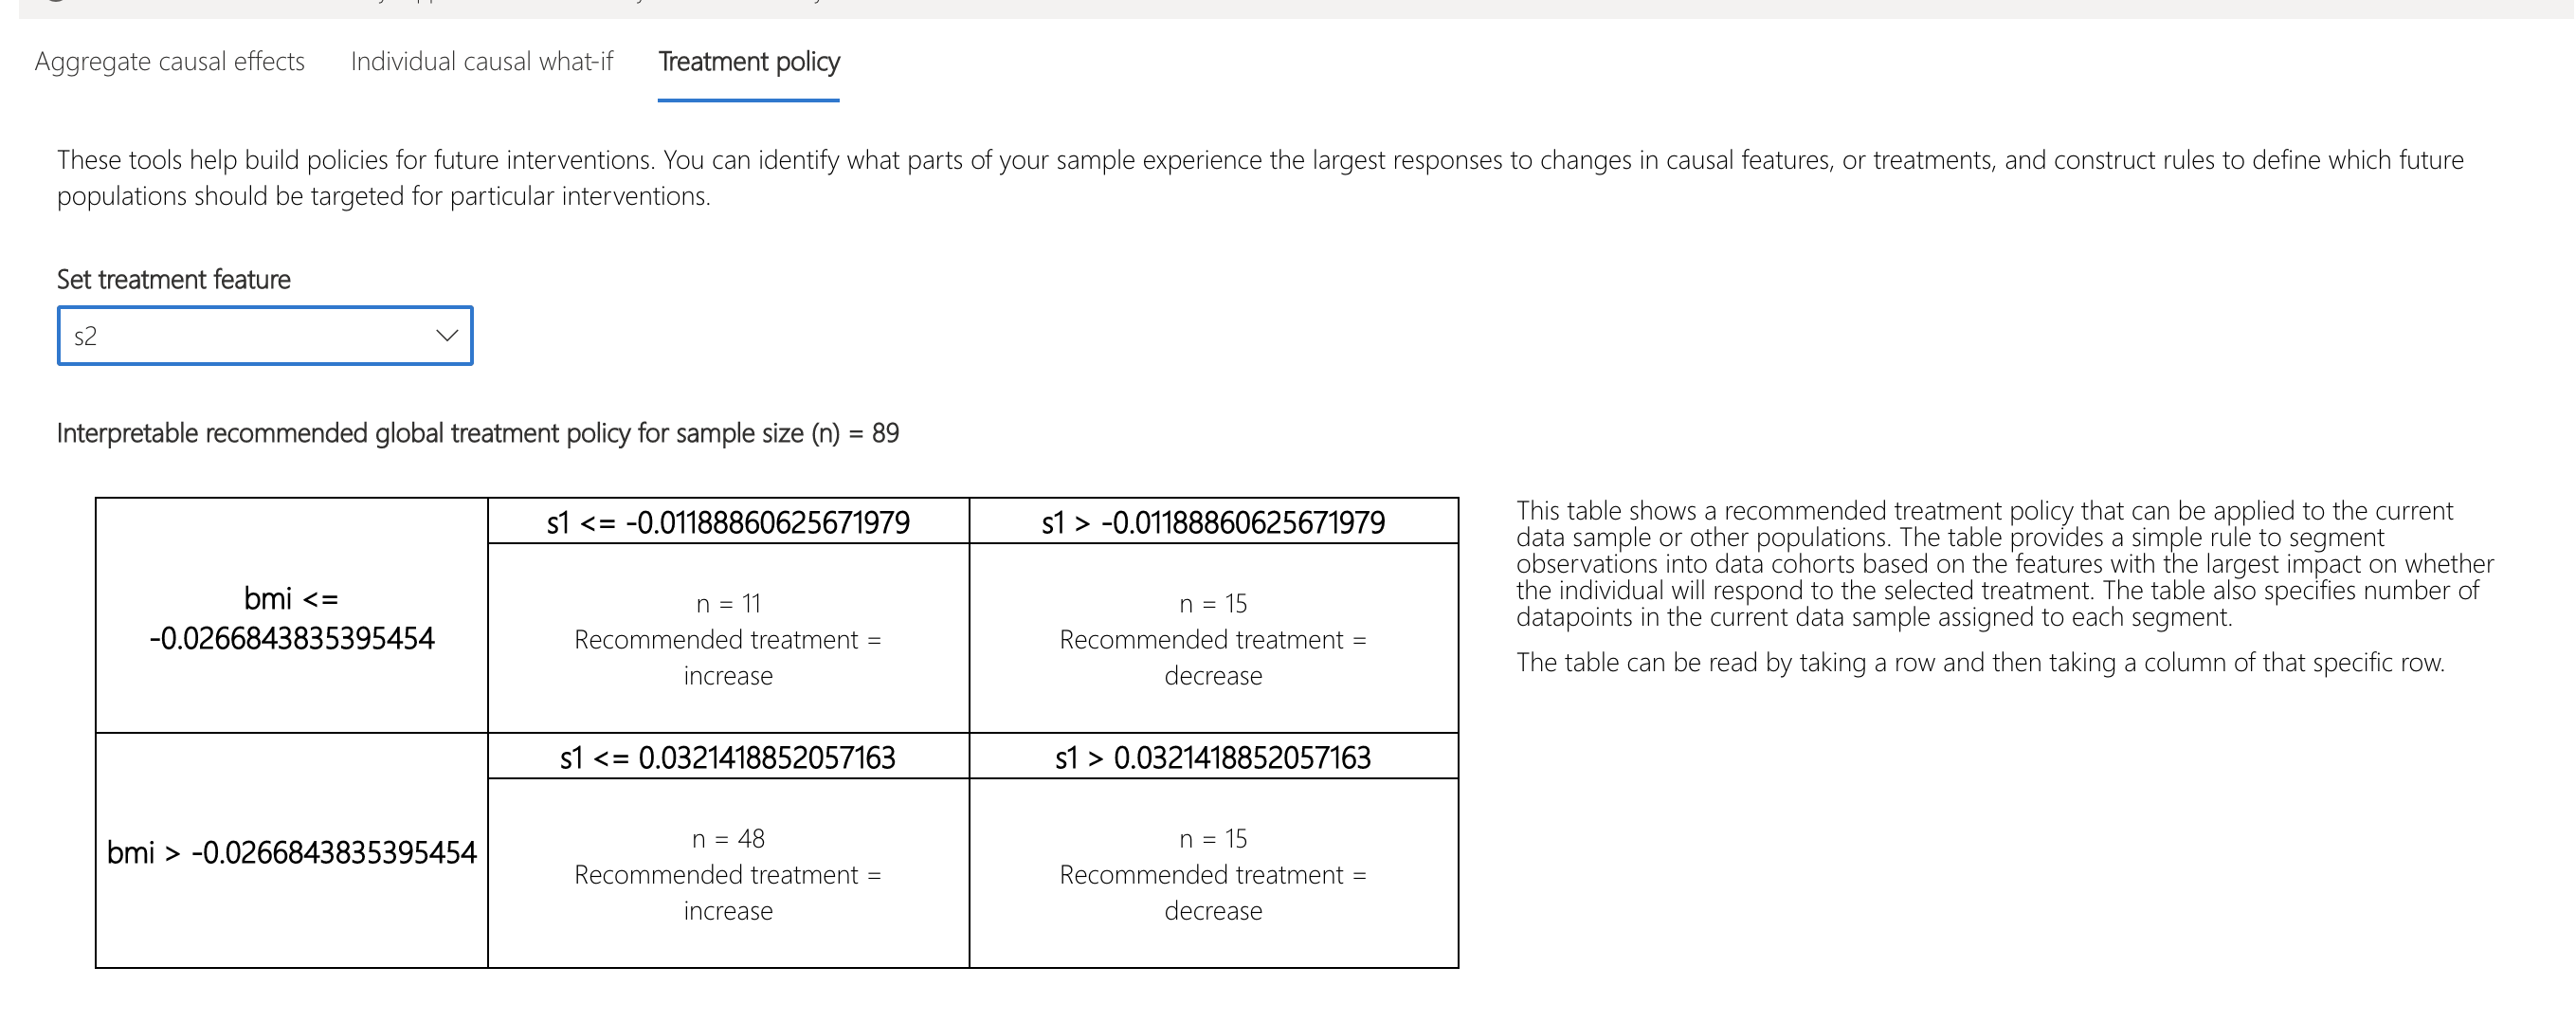 Aggregate causal effects Individual causal what-if Treatment policy
These tools help build policies for future interventions. You can identify what parts of your sample experience the largest responses to changes in causal features, or treatments, and construct rules to define which future
populations should be targeted for particular interventions.
Set treatment feature
s2
Interpretable recommended global treatment policy for sample size (n) = 89
bmi <=
-0.0266843835395454
s1 <= -0.01188860625671979
s1 > -0.01188860625671979
n = 11
Recommended treatment =
increase
n = 15
Recommended treatment =
decrease
bmi > -0.0266843835395454
s1 <= 0.0321418852057163
s1 > 0.0321418852057163
n = 48
Recommended treatment =
increase
n = 15
Recommended treatment =
decrease
This table shows a recommended treatment policy that can be applied to the current
data sample or other populations. The table provides a simple rule to segment
observations into data cohorts based on the features with the largest impact on whether
the individual will respond to the selected treatment. The table also specifies number of
datapoints in the current data sample assigned to each segment.
The table can be read by taking a row and then taking a column of that specific row.